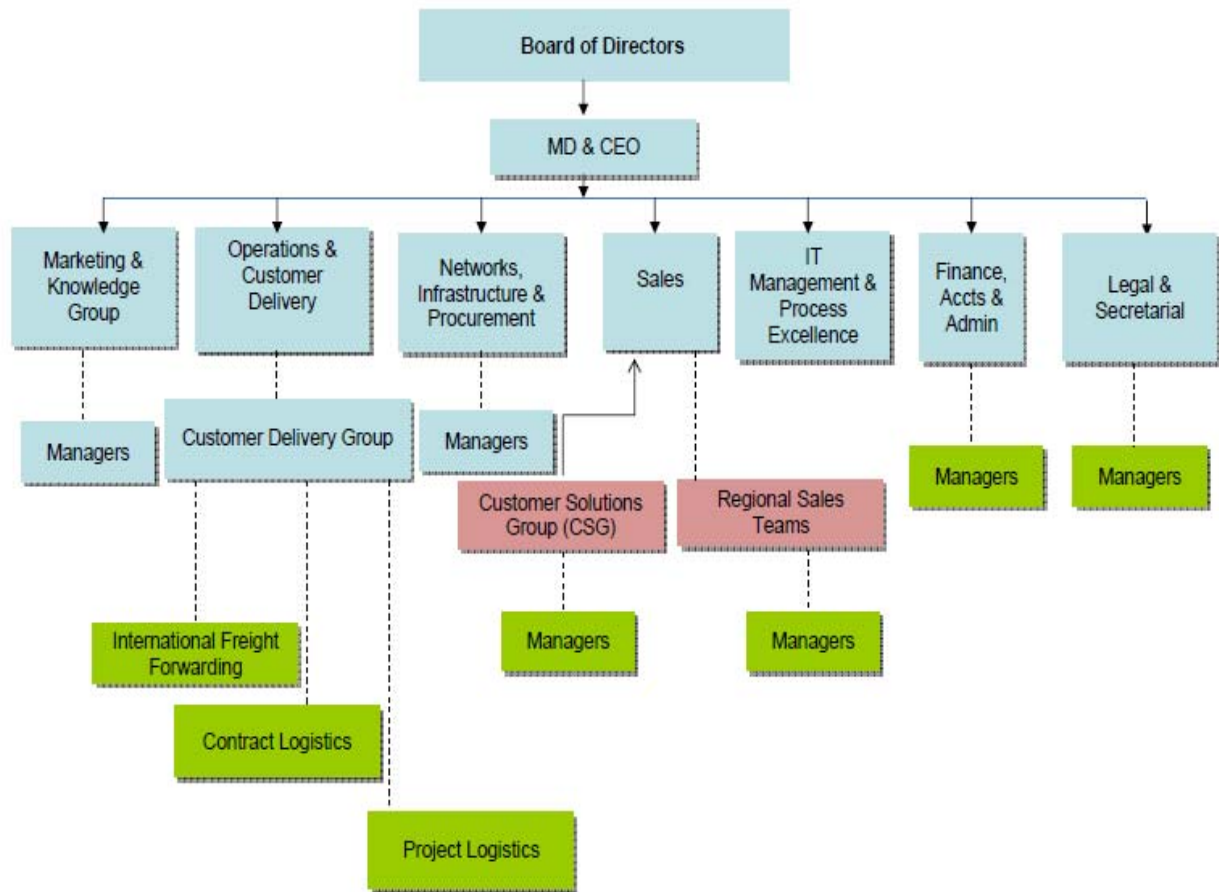 Board of Directors
MD & CEO
Marketing &
Knowledge
Group
Operations &
Customer
Delivery
Networks,
Infrastructure &
Procurement
Sales
IT
Management &
Process
Excellence
Finance,
Accts &
Admin
Legal &
Secretarial
Managers
Customer Delivery Group
Managers
Managers
Managers
Customer Solutions
Group (CSG)
Regional Sales
Teams
Managers
Managers
International Freight
Forwarding
Contract Logistics
Project Logistics